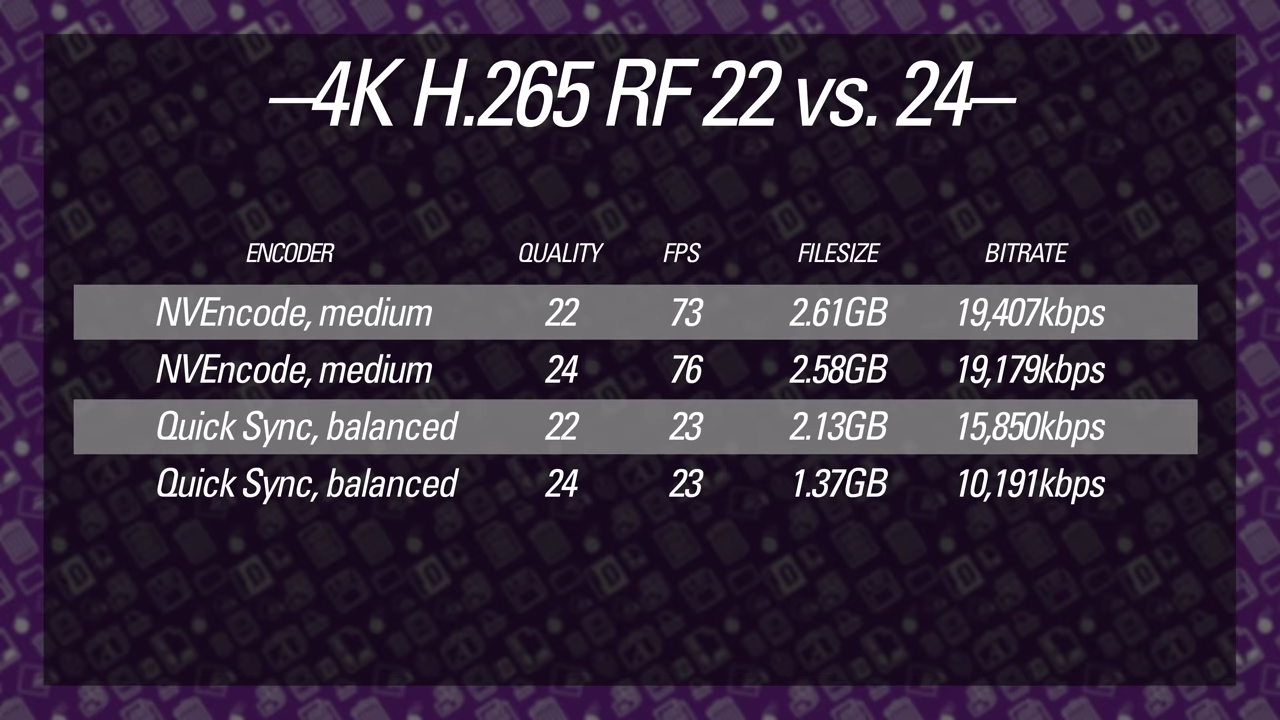 –4K H.265 RF 22 vs. 24–
ENCODER QUALITY FPS FILESIZE BITRATE
NVEncode, medium 22 73 2.61GB 19,407kbps
NVEncode, medium 24 76 2.58GB 19,179kbps
Quick Sync, balanced 22 23 2.13GB 15,850kbps
Quick Sync, balanced 24 23 1.37GB 10,191kbps